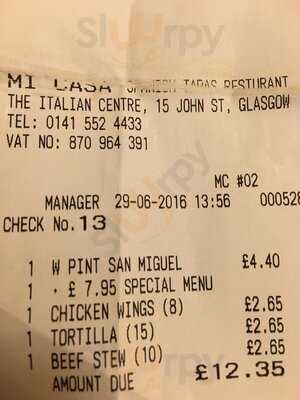 MI CASA SPANISH TAPAS RESTURANT
THE ITALIAN CENTRE, 15 JOHN ST, GLASGOW
TEL: 0141 552 4433
VAT NO: 870 964 391
MC #02
MANAGER 29-06-2016 13:56 000528
CHECK No.13
1 W PINT SAN MIGUEL £4.40
1 · £ 7.95 SPECIAL MENU
1 CHICKEN WINGS (8) £2.65
1 TORTILLA (15) £2.65
1 BEEF STEW (10) £2.65
AMOUNT DUE £12.35
sluurpy
sluurpy
sluurpy